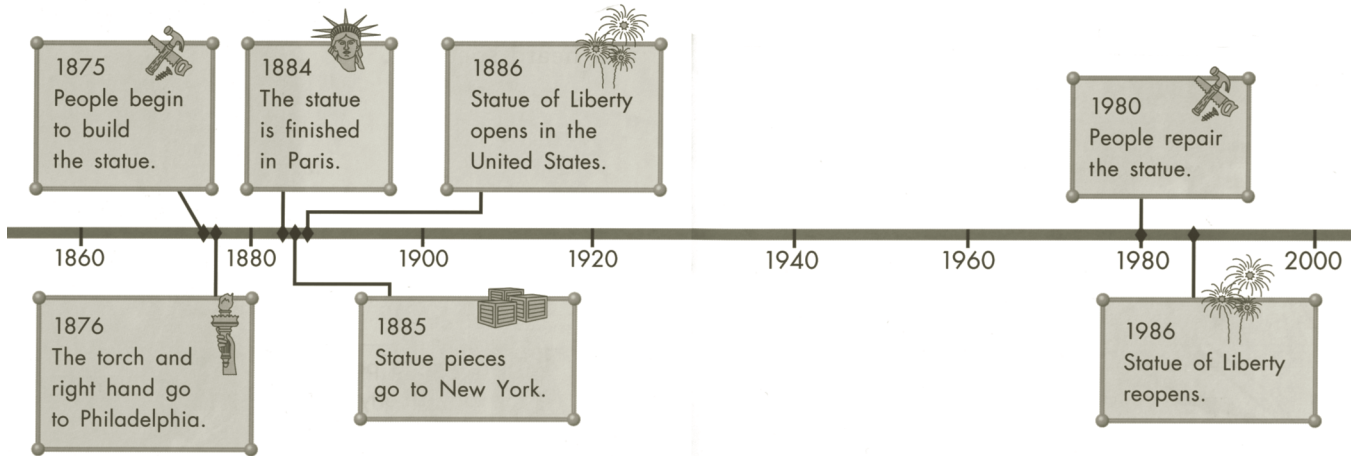 1875
People begin
to build
the statue.
1884
The statue
is finished
in Paris.
1886
Statue of Liberty
opens in the
United States.
1980
People repair
the statue.
1860
1880
1900
1920
1940
1960
1980
2000
1876
The torch and
right hand go
to Philadelphia.
1885
Statue pieces
go to New York.
1986
Statue of Liberty
reopens.